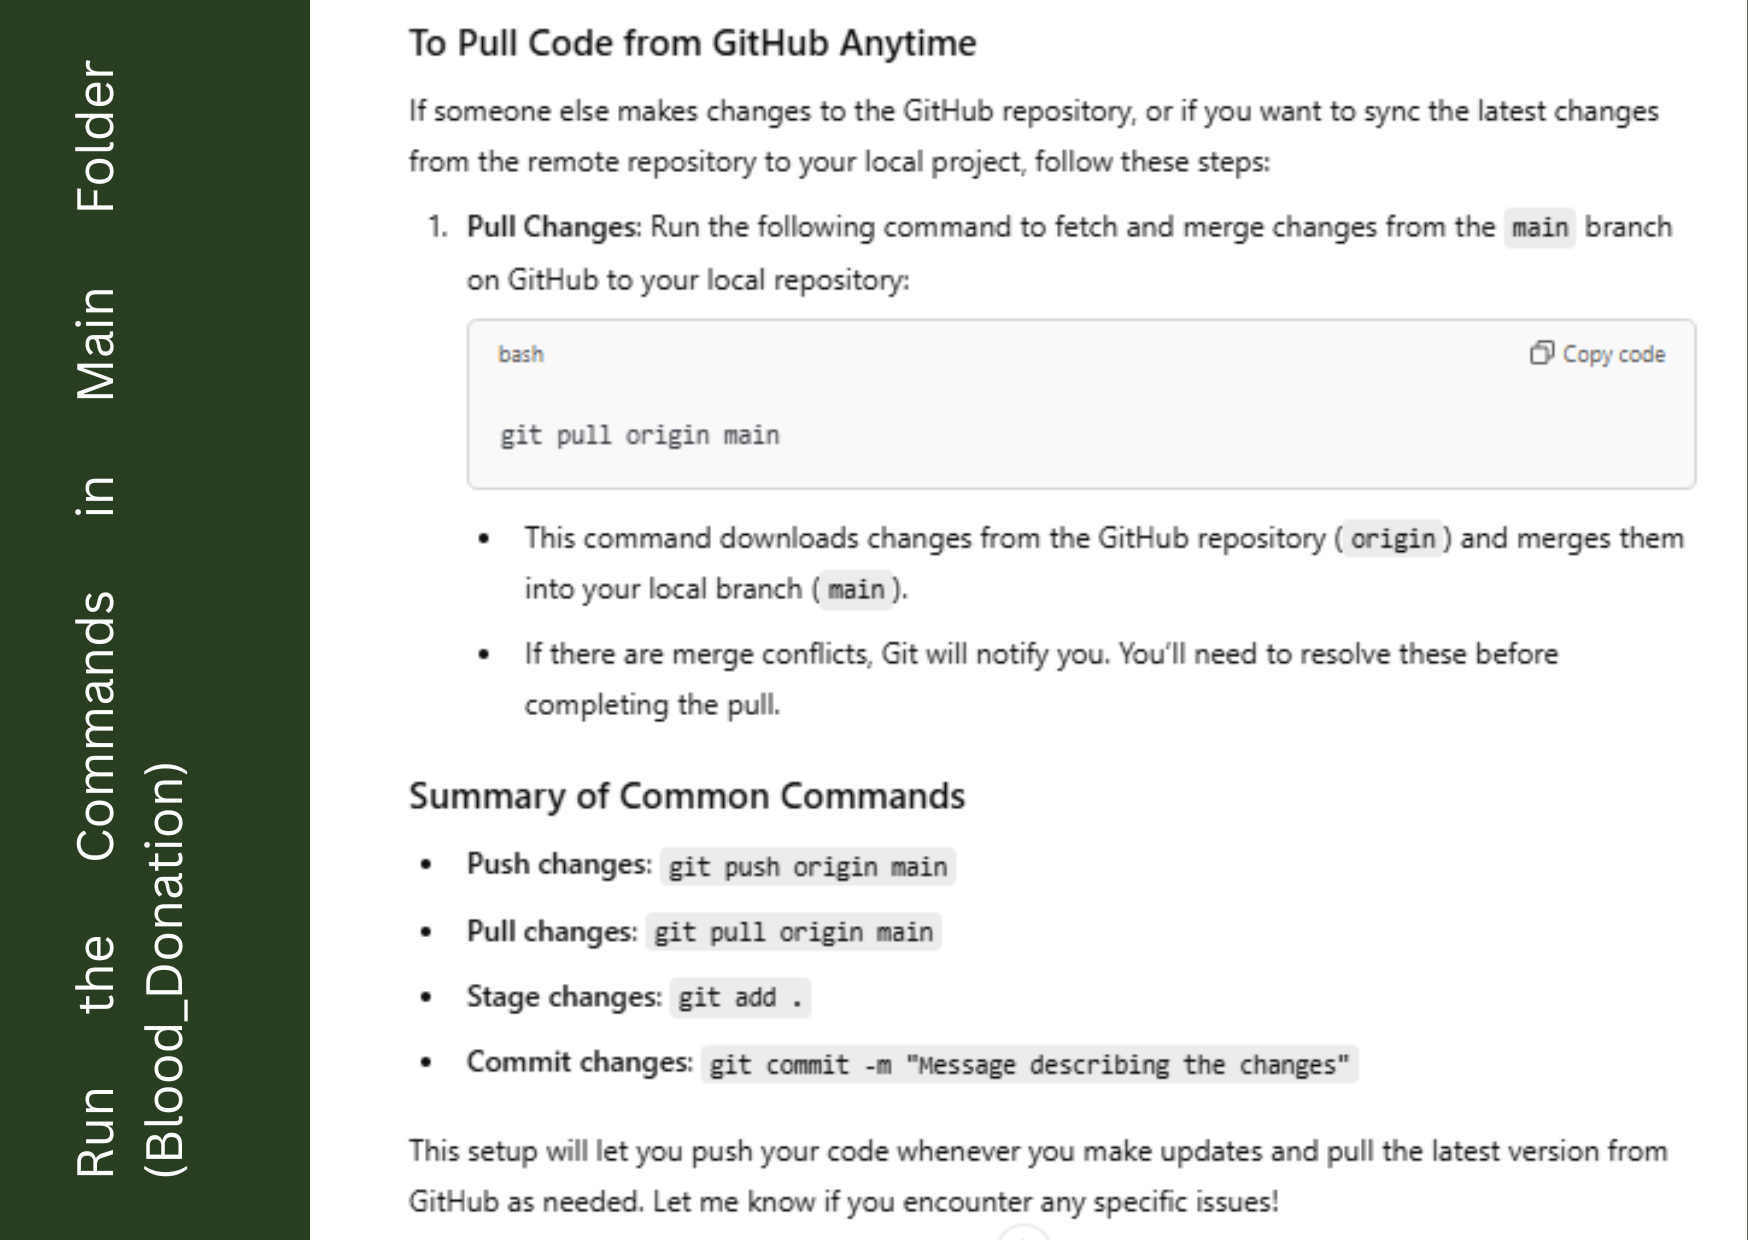 Run the Commands in Main Folder
(Blood_Donation)
To Pull Code from GitHub Anytime
If someone else makes changes to the GitHub repository, or if you want to sync the latest changes
from the remote repository to your local project, follow these steps:
1. Pull Changes: Run the following command to fetch and merge changes from the main branch
on GitHub to your local repository:
bash
Copy code
git pull origin main
• This command downloads changes from the GitHub repository (origin) and merges them
into your local branch (main).
• If there are merge conflicts, Git will notify you. You'll need to resolve these before
completing the pull.
Summary of Common Commands
• Push changes: git push origin main
• Pull changes: git pull origin main
• Stage changes: git add .
• Commit changes: git commit -m "Message describing the changes"
This setup will let you push your code whenever you make updates and pull the latest version from
GitHub as needed. Let me know if you encounter any specific issues!